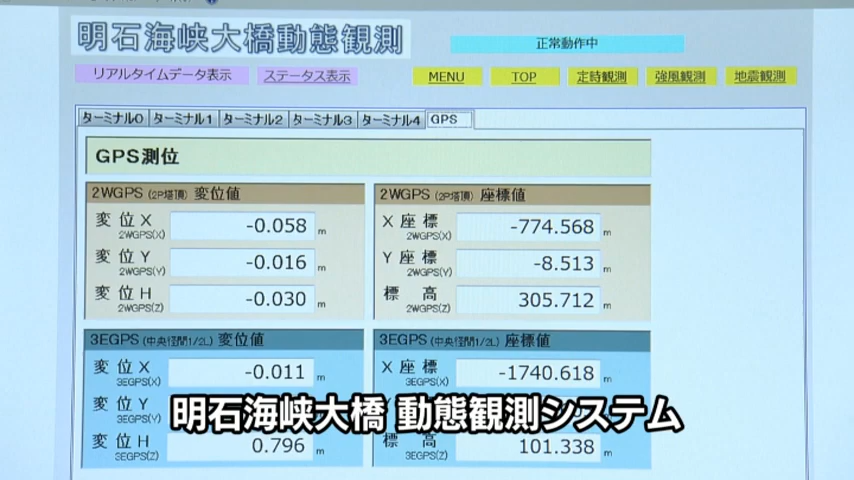 明石海峡大橋動態観測
正常動作中
リアルタイムデータ表示 ステータス表示 MENU TOP 定時観測 強風観測 地震観測
ターミナル0 ターミナル1 ターミナル2 ターミナル3 ターミナル4 GPS
GPS測位
2WGPS (2P塔頂) 変位値
変位X 2WGPS(X) -0.058 m
変位Y 2WGPS(Y) -0.016 m
変位H 2WGPS(Z) -0.030 m
2WGPS (2P塔頂) 座標値
X座標 2WGPS(X) -774.568 m
Y座標 2WGPS(Y) -8.513 m
標高 2WGPS(Z) 305.712 m
3EGPS (中央径間1/2L) 変位値
変位X 3EGPS(X) -0.011 m
変位Y 3EGPS(Y)
変位H 3EGPS(Z) 0.796 m
3EGPS (中央径間1/2L) 座標値
X座標 3EGPS(X) -1740.618 m
標高 3EGPS(Z) 101.338 m
明石海峡大橋 動態観測システム